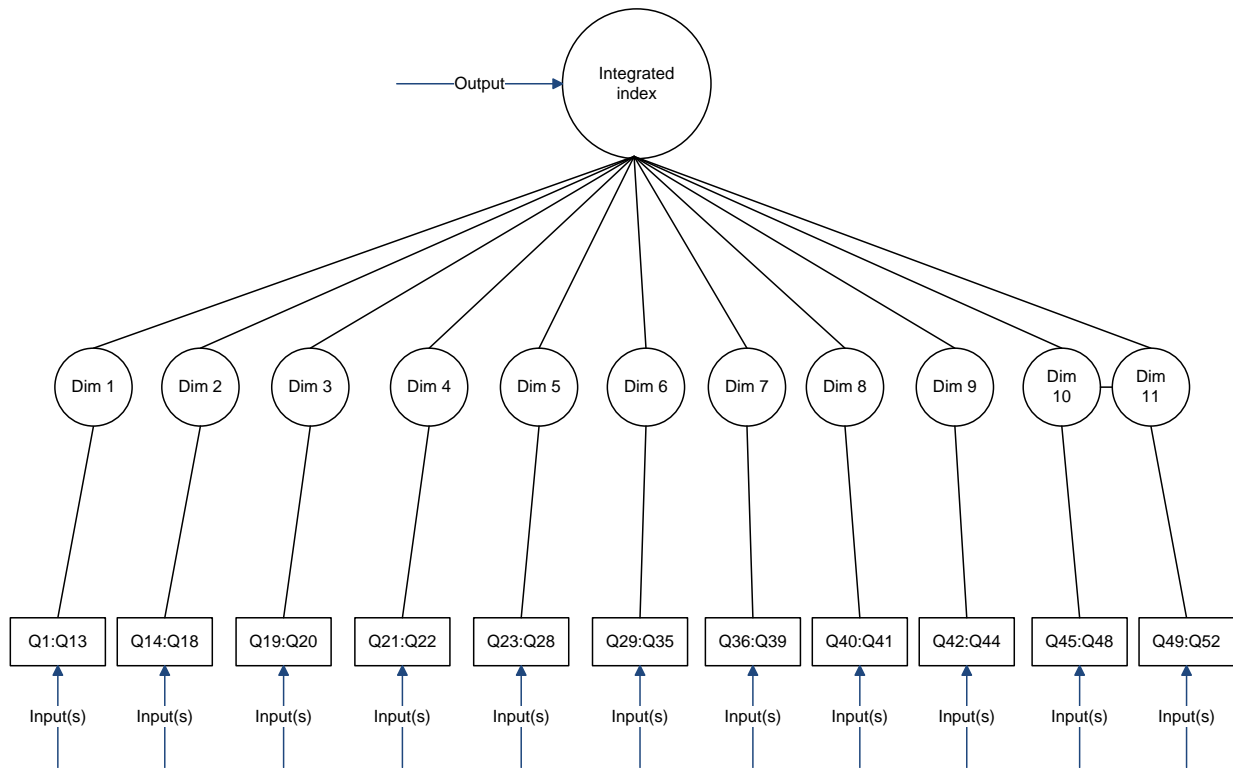 Integrated
index
Output
Dim 1
Dim 2
Dim 3
Dim 4
Dim 5
Dim 6
Dim 7
Dim 8
Dim 9
Dim
10
Dim
11
Q1:Q13
Q14:Q18
Q19:Q20
Q21:Q22
Q23:Q28
Q29:Q35
Q36:Q39
Q40:Q41
Q42:Q44
Q45:Q48
Q49:Q52
Input(s)
Input(s)
Input(s)
Input(s)
Input(s)
Input(s)
Input(s)
Input(s)
Input(s)
Input(s)
Input(s)